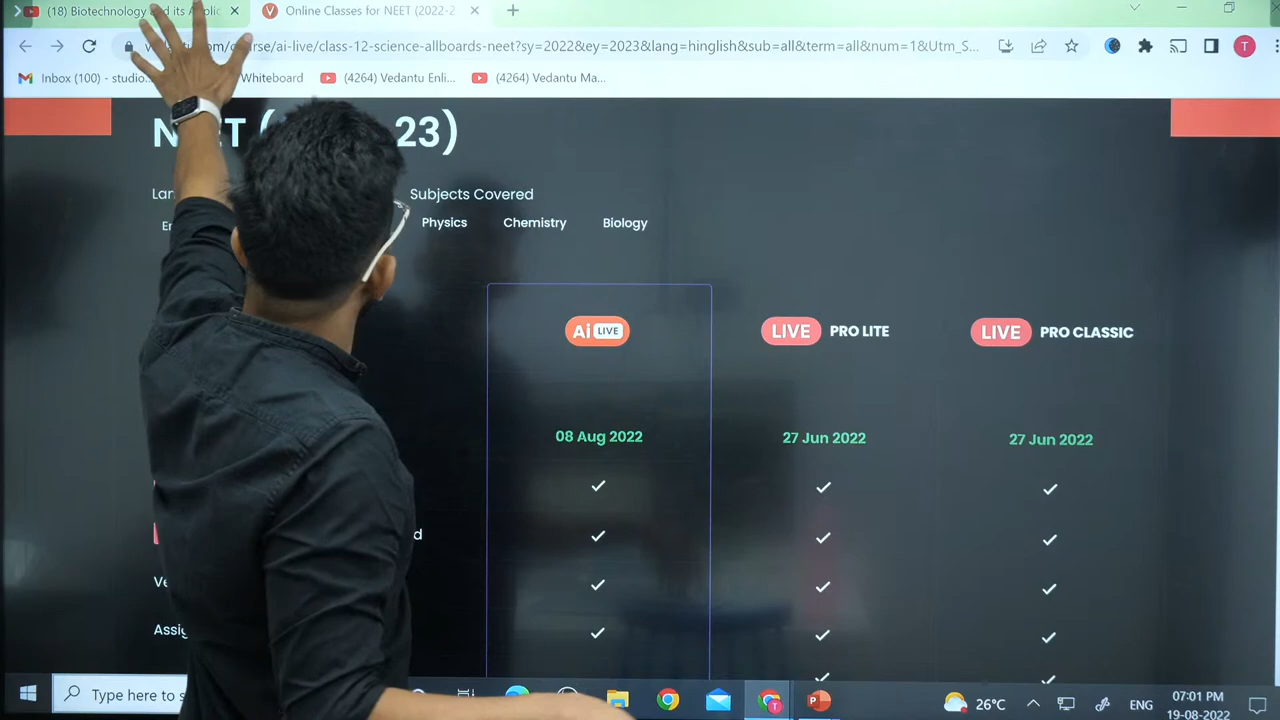 (18) Biotechnology and its Applic
Online Classes for NEET (2022-2
course/ai-live/class-12-science-allboards-neet?sy=2022&ey=2023&lang=hinglish&sub=all&term=all&num=1&Utm_S...
T
Inbox (100) - studio...
Whiteboard
(4264) Vedantu Enli...
(4264) Vedantu Ma...
23)
Subjects Covered
Physics Chemistry Biology
Ai LIVE
LIVE PRO LITE
LIVE PRO CLASSIC
08 Aug 2022
27 Jun 2022
27 Jun 2022
Type here to s
26°C
ENG
07:01 PM
19-08-2022